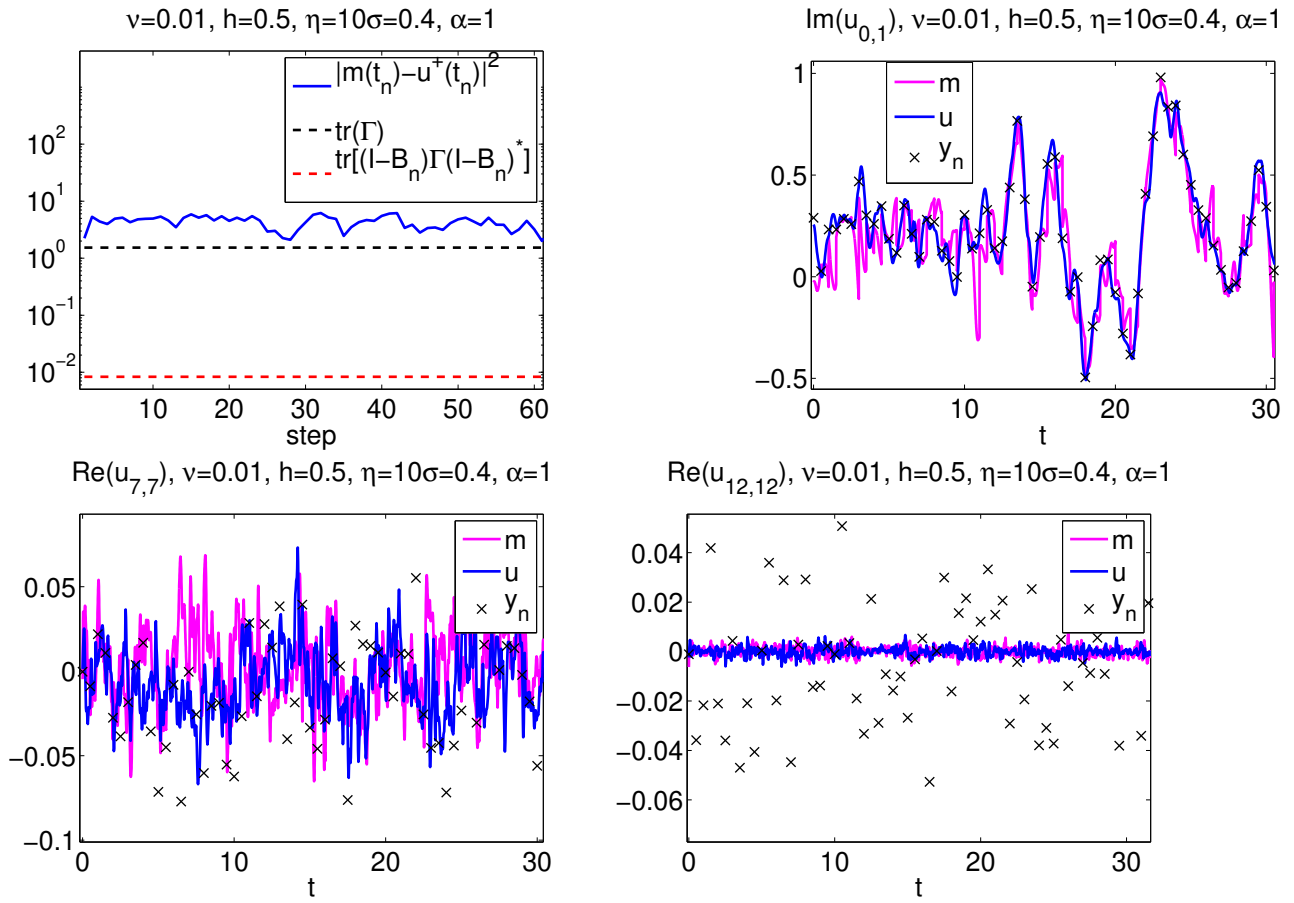 ν=0.01, h=0.5, η=10σ=0.4, α=1
|m(t_n)−u^+(t_n)|^2
tr(Γ)
tr[(I−B_n)Γ(I−B_n)^*]
10^2
10^1
10^0
10^−1
10^−2
10 20 30 40 50 60
step
Im(u_{0,1}), ν=0.01, h=0.5, η=10σ=0.4, α=1
m
u
y_n
1
0.5
0
−0.5
0 10 20 30
t
Re(u_{7,7}), ν=0.01, h=0.5, η=10σ=0.4, α=1
m
u
y_n
0.05
0
−0.05
−0.1
0 10 20 30
t
Re(u_{12,12}), ν=0.01, h=0.5, η=10σ=0.4, α=1
m
u
y_n
0.04
0.02
0
−0.02
−0.04
−0.06
0 10 20 30
t